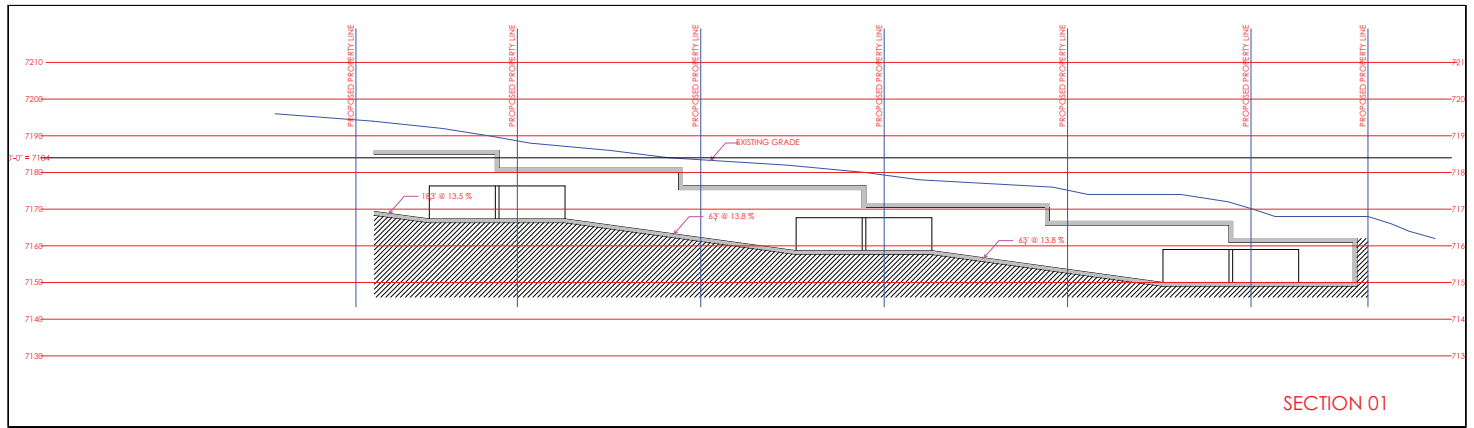 PROPOSED PROPERTY LINE
PROPOSED PROPERTY LINE
PROPOSED PROPERTY LINE
PROPOSED PROPERTY LINE
PROPOSED PROPERTY LINE
PROPOSED PROPERTY LINE
PROPOSED PROPERTY LINE
7210 721
7200 720
7190 719
EXISTING GRADE
0'-0" = 7184
7180 718
183' @ 13.5 %
7170 717
63' @ 13.8 %
63' @ 13.8 %
7160 716
7150 715
7140 714
7130 713
SECTION 01